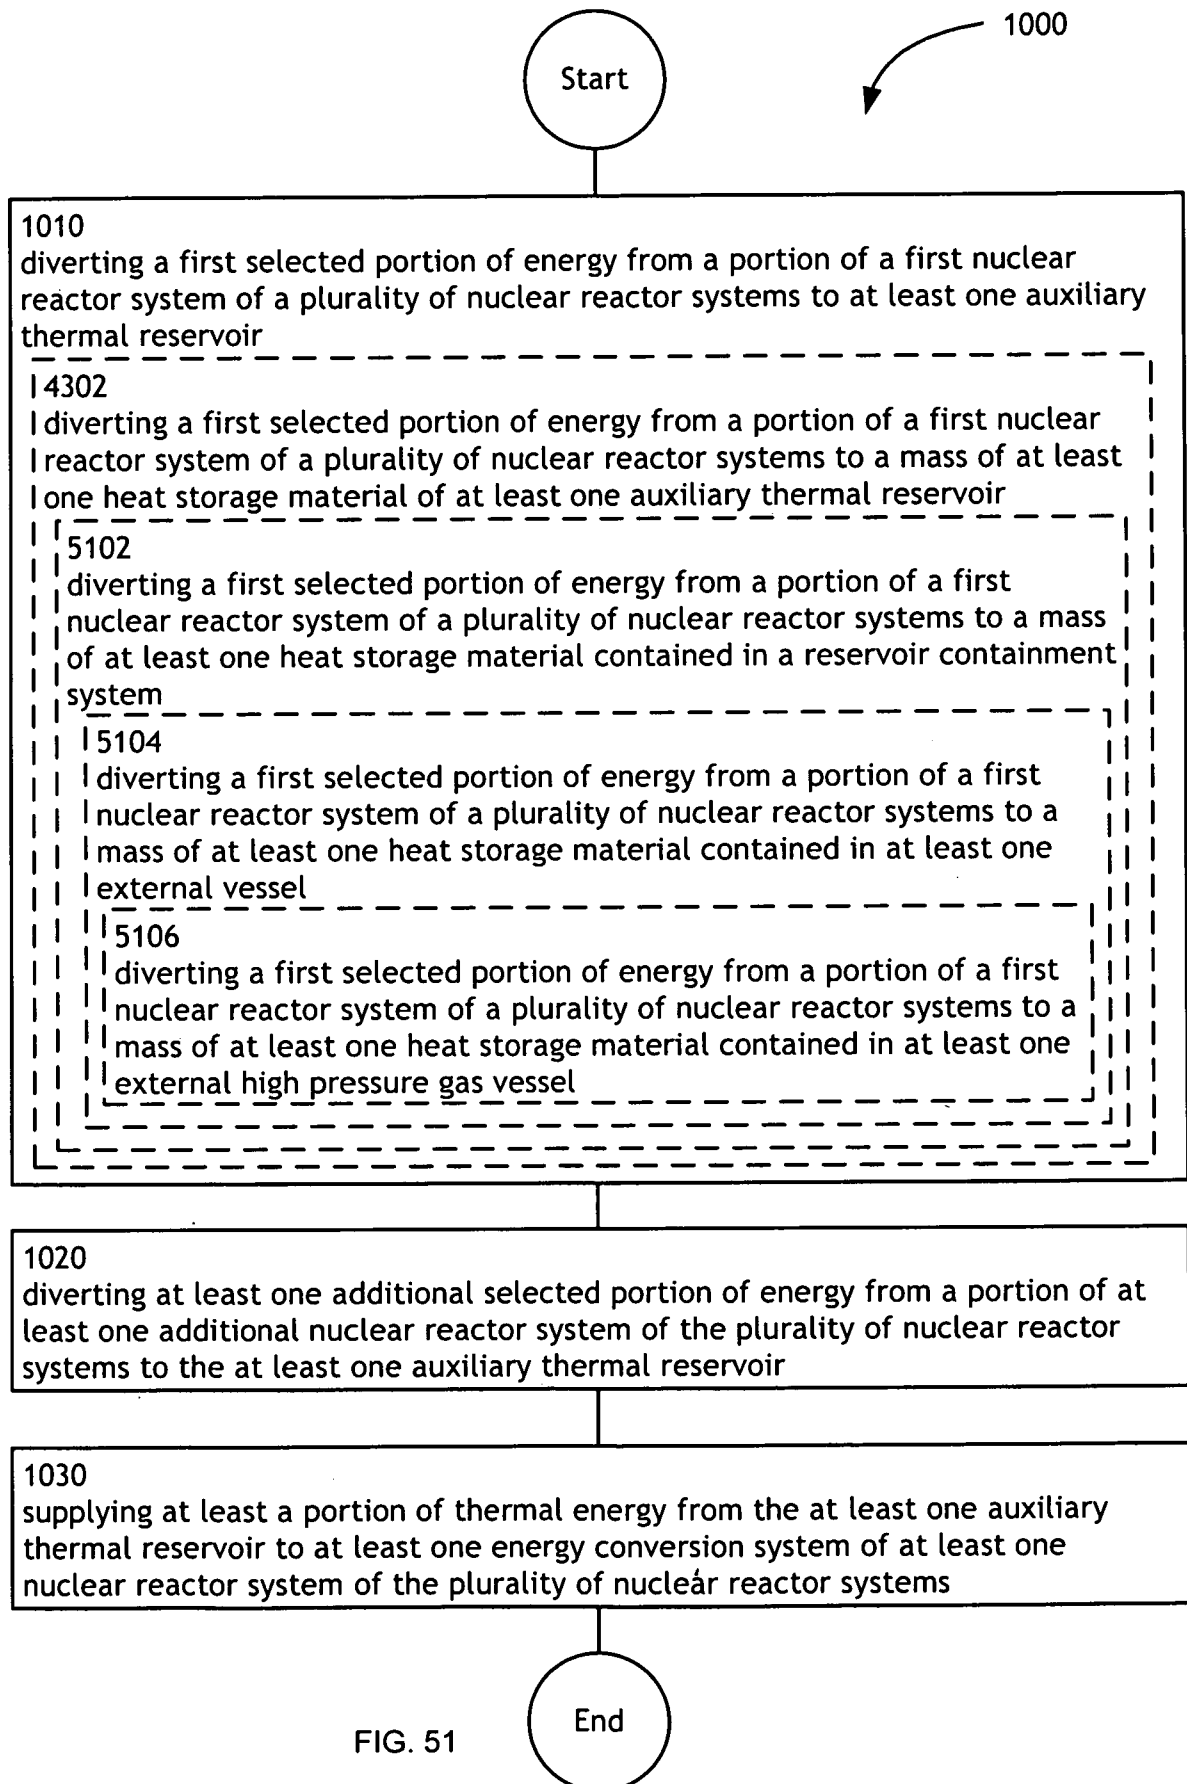 1000
Start
1010
diverting a first selected portion of energy from a portion of a first nuclear
reactor system of a plurality of nuclear reactor systems to at least one auxiliary
thermal reservoir
4302
diverting a first selected portion of energy from a portion of a first nuclear
reactor system of a plurality of nuclear reactor systems to a mass of at least
one heat storage material of at least one auxiliary thermal reservoir
5102
diverting a first selected portion of energy from a portion of a first
nuclear reactor system of a plurality of nuclear reactor systems to a mass
of at least one heat storage material contained in a reservoir containment
system
5104
diverting a first selected portion of energy from a portion of a first
nuclear reactor system of a plurality of nuclear reactor systems to a
mass of at least one heat storage material contained in at least one
external vessel
5106
diverting a first selected portion of energy from a portion of a first
nuclear reactor system of a plurality of nuclear reactor systems to a
mass of at least one heat storage material contained in at least one
external high pressure gas vessel
1020
diverting at least one additional selected portion of energy from a portion of at
least one additional nuclear reactor system of the plurality of nuclear reactor
systems to the at least one auxiliary thermal reservoir
1030
supplying at least a portion of thermal energy from the at least one auxiliary
thermal reservoir to at least one energy conversion system of at least one
nuclear reactor system of the plurality of nuclear reactor systems
End
FIG. 51